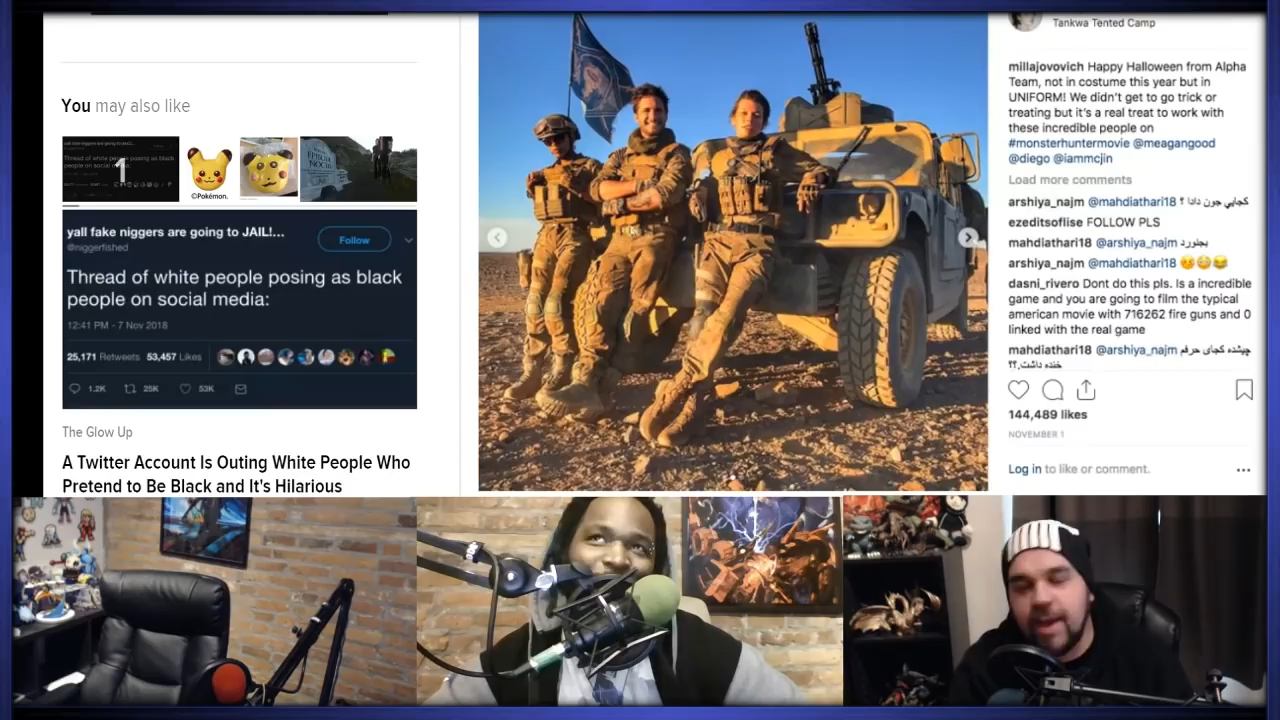 You may also like
1
©Pokémon.
yall fake niggers are going to JAIL!...
@niggerfished
Follow
Thread of white people posing as black
people on social media:
12:41 PM - 7 Nov 2018
25,171 Retweets 53,457 Likes
1.2K 25K 53K
The Glow Up
A Twitter Account Is Outing White People Who
Pretend to Be Black and It's Hilarious
Tankwa Tented Camp
millajovovich Happy Halloween from Alpha
Team, not in costume this year but in
UNIFORM! We didn't get to go trick or
treating but it's a real treat to work with
these incredible people on
#monsterhuntermovie @meagangood
@diego @iammcjin
Load more comments
arshiya_najm @mahdiathari18 کجایی جون دادا ؟
ezeditsoflise FOLLOW PLS
mahdiathari18 @arshiya_najm بجنورد
arshiya_najm @mahdiathari18
dasni_rivero Dont do this pls. Is a incredible
game and you are going to film the typical
american movie with 716262 fire guns and 0
linked with the real game
mahdiathari18 @arshiya_najm چیشده کجای حرفم
خنده داشت؟؟
144,489 likes
NOVEMBER 1
Log in to like or comment.